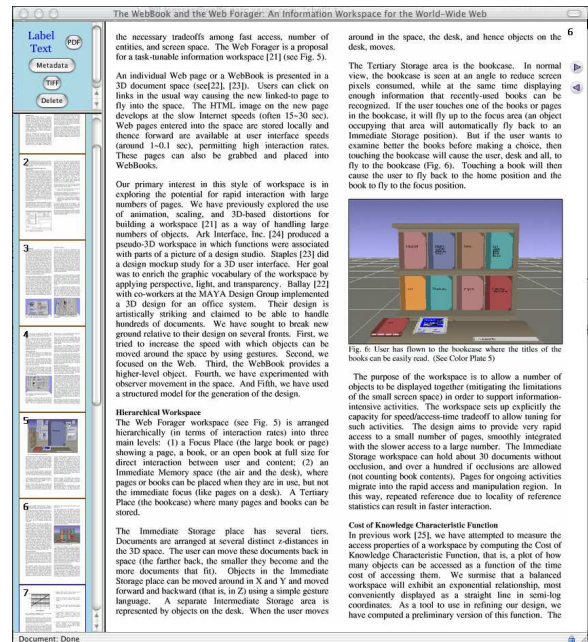 The WebBook and the Web Forager: An Information Workspace for the World-Wide Web
Label
Text
PDF
Metadata
TIFF
Delete
2
3
4
5
6
7
the necessary tradeoffs among fast access, number of
entities, and screen space. The Web Forager is a proposal
for a task-tunable information workspace [21] (see Fig. 5).
An individual Web page or a WebBook is presented in a
3D document space (see[22], [23]). Users can click on
links in the usual way causing the new linked-to page to
fly into the space. The HTML image on the new page
develops at the slow Internet speeds (often 15~30 sec).
Web pages entered into the space are stored locally and
thence forward are available at user interface speeds
(around 1~0.1 sec), permitting high interaction rates.
These pages can also be grabbed and placed into
WebBooks.
Our primary interest in this style of workspace is in
exploring the potential for rapid interaction with large
numbers of pages. We have previously explored the use
of animation, scaling, and 3D-based distortions for
building a workspace [21] as a way of handling large
numbers of objects. Ark Interface, Inc. [24] produced a
pseudo-3D workspace in which functions were associated
with parts of a picture of a design studio. Staples [23] did
a design mockup study for a 3D user interface. Her goal
was to enrich the graphic vocabulary of the workspace by
applying perspective, light, and transparency. Ballay [22]
with co-workers at the MAYA Design Group implemented
a 3D design for an office system. Their design is
artistically striking and claimed to be able to handle
hundreds of documents. We have sought to break new
ground relative to their design on several fronts. First, we
tried to increase the speed with which objects can be
moved around the space by using gestures. Second, we
focused on the Web. Third, the WebBook provides a
higher-level object. Fourth, we have experimented with
observer movement in the space. And Fifth, we have used
a structured model for the generation of the design.
Hierarchical Workspace
The Web Forager workspace (see Fig. 5) is arranged
hierarchically (in terms of interaction rates) into three
main levels: (1) a Focus Place (the large book or page)
showing a page, a book, or an open book at full size for
direct interaction between user and content; (2) an
Immediate Memory space (the air and the desk), where
pages or books can be placed when they are in use, but not
the immediate focus (like pages on a desk). A Tertiary
Place (the bookcase) where many pages and books can be
stored.
The Immediate Storage place has several tiers.
Documents are arranged at several distinct z-distances in
the 3D space. The user can move these documents back in
space (the farther back, the smaller they become and the
more documents that fit). Objects in the Immediate
Storage place can be moved around in X and Y and moved
forward and backward (that is, in Z) using a simple gesture
language. A separate Intermediate Storage area is
represented by objects on the desk. When the user moves
6
around in the space, the desk, and hence objects on the
desk, moves.
The Tertiary Storage area is the bookcase. In normal
view, the bookcase is seen at an angle to reduce screen
pixels consumed, while at the same time displaying
enough information that recently-used books can be
recognized. If the user touches one of the books or pages
in the bookcase, it will fly up to the focus area (an object
occupying that area will automatically fly back to an
Immediate Storage position). But if the user wants to
examine better the books before making a choice, then
touching the bookcase will cause the user, desk and all, to
fly to the bookcase (Fig. 6). Touching a book will then
cause the user to fly back to the home position and the
book to fly to the focus position.
Fig. 6: User has flown to the bookcase where the titles of the
books can be easily read. (See Color Plate 5)
The purpose of the workspace is to allow a number of
objects to be displayed together (mitigating the limitations
of the small screen space) in order to support information-
intensive activities. The workspace sets up explicitly the
capacity for speed/access-time tradeoff to allow tuning for
such activities. The design aims to provide very rapid
access to a small number of pages, smoothly integrated
with the slower access to a large number. The Immediate
Storage workspace can hold about 30 documents without
occlusion, and over a hundred if occlusions are allowed
(not counting book contents). Pages for ongoing activities
migrate into the rapid access and manipulation region. In
this way, repeated reference due to locality of reference
statistics can result in faster interaction.
Cost of Knowledge Characteristic Function
In previous work [25], we have attempted to measure the
access properties of a workspace by computing the Cost of
Knowledge Characteristic Function, that is, a plot of how
many objects can be accessed as a function of the time
cost of accessing them. We surmise that a balanced
workspace will exhibit an exponential relationship, most
conveniently displayed as a straight line in semi-log
coordinates. As a tool to use in refining our design, we
have computed a preliminary version of this function. The
Document: Done